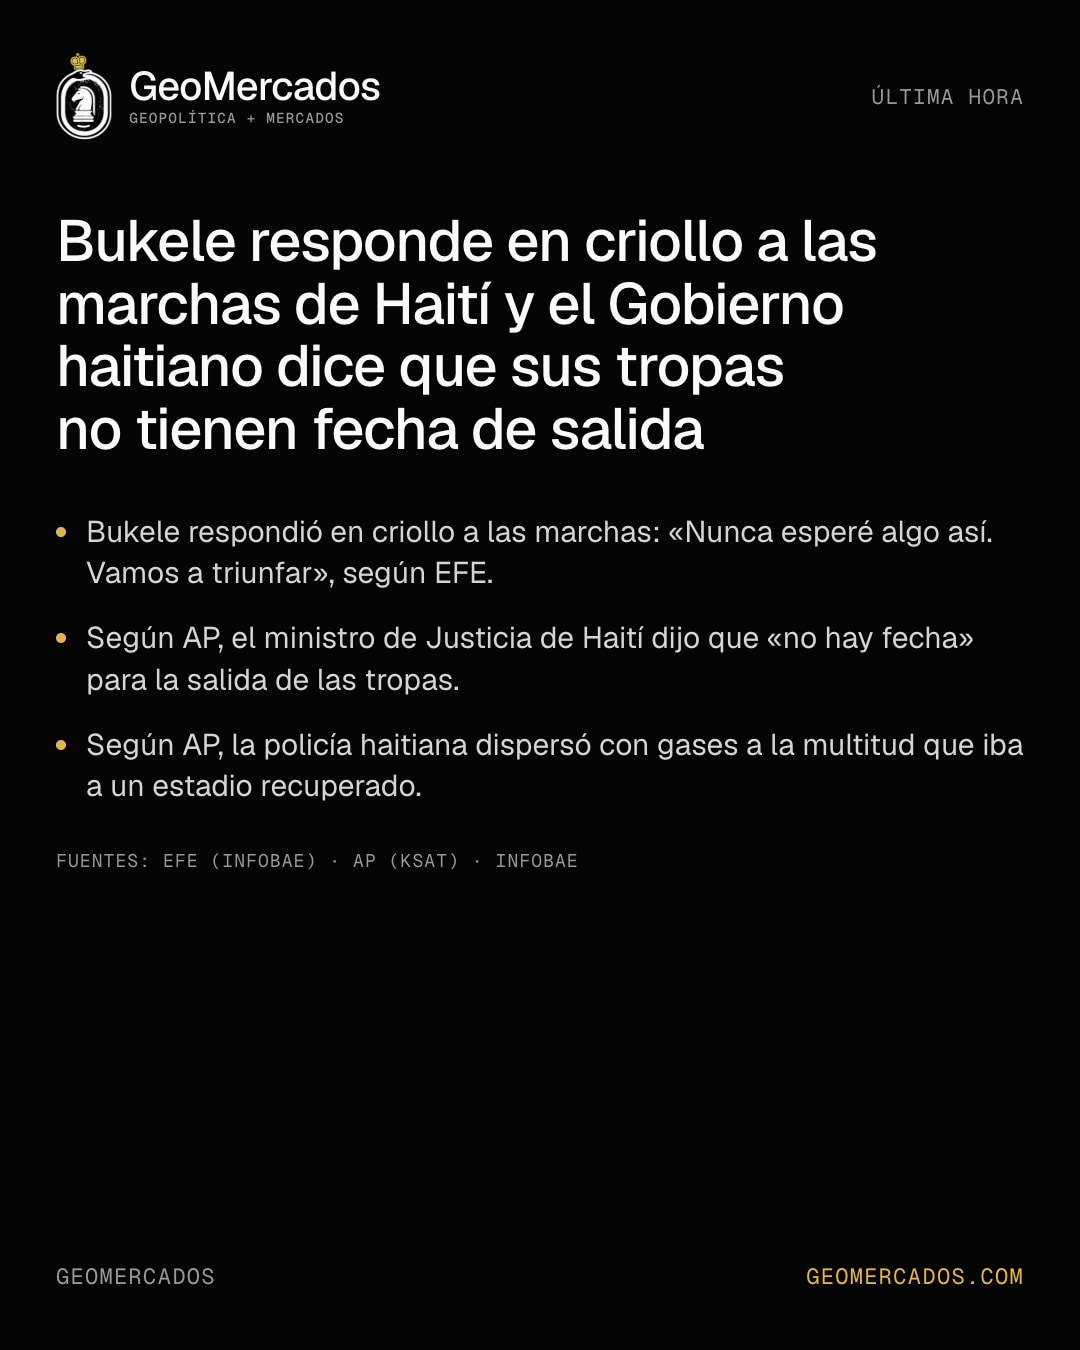 GeoMercados
GEOPOLÍTICA + MERCADOS
ÚLTIMA HORA
Bukele responde en criollo a las
marchas de Haití y el Gobierno
haitiano dice que sus tropas
no tienen fecha de salida
• Bukele respondió en criollo a las marchas: «Nunca esperé algo así.
Vamos a triunfar», según EFE.
• Según AP, el ministro de Justicia de Haití dijo que «no hay fecha»
para la salida de las tropas.
• Según AP, la policía haitiana dispersó con gases a la multitud que iba
a un estadio recuperado.
FUENTES: EFE (INFOBAE) · AP (KSAT) · INFOBAE
GEOMERCADOS
GEOMERCADOS.COM